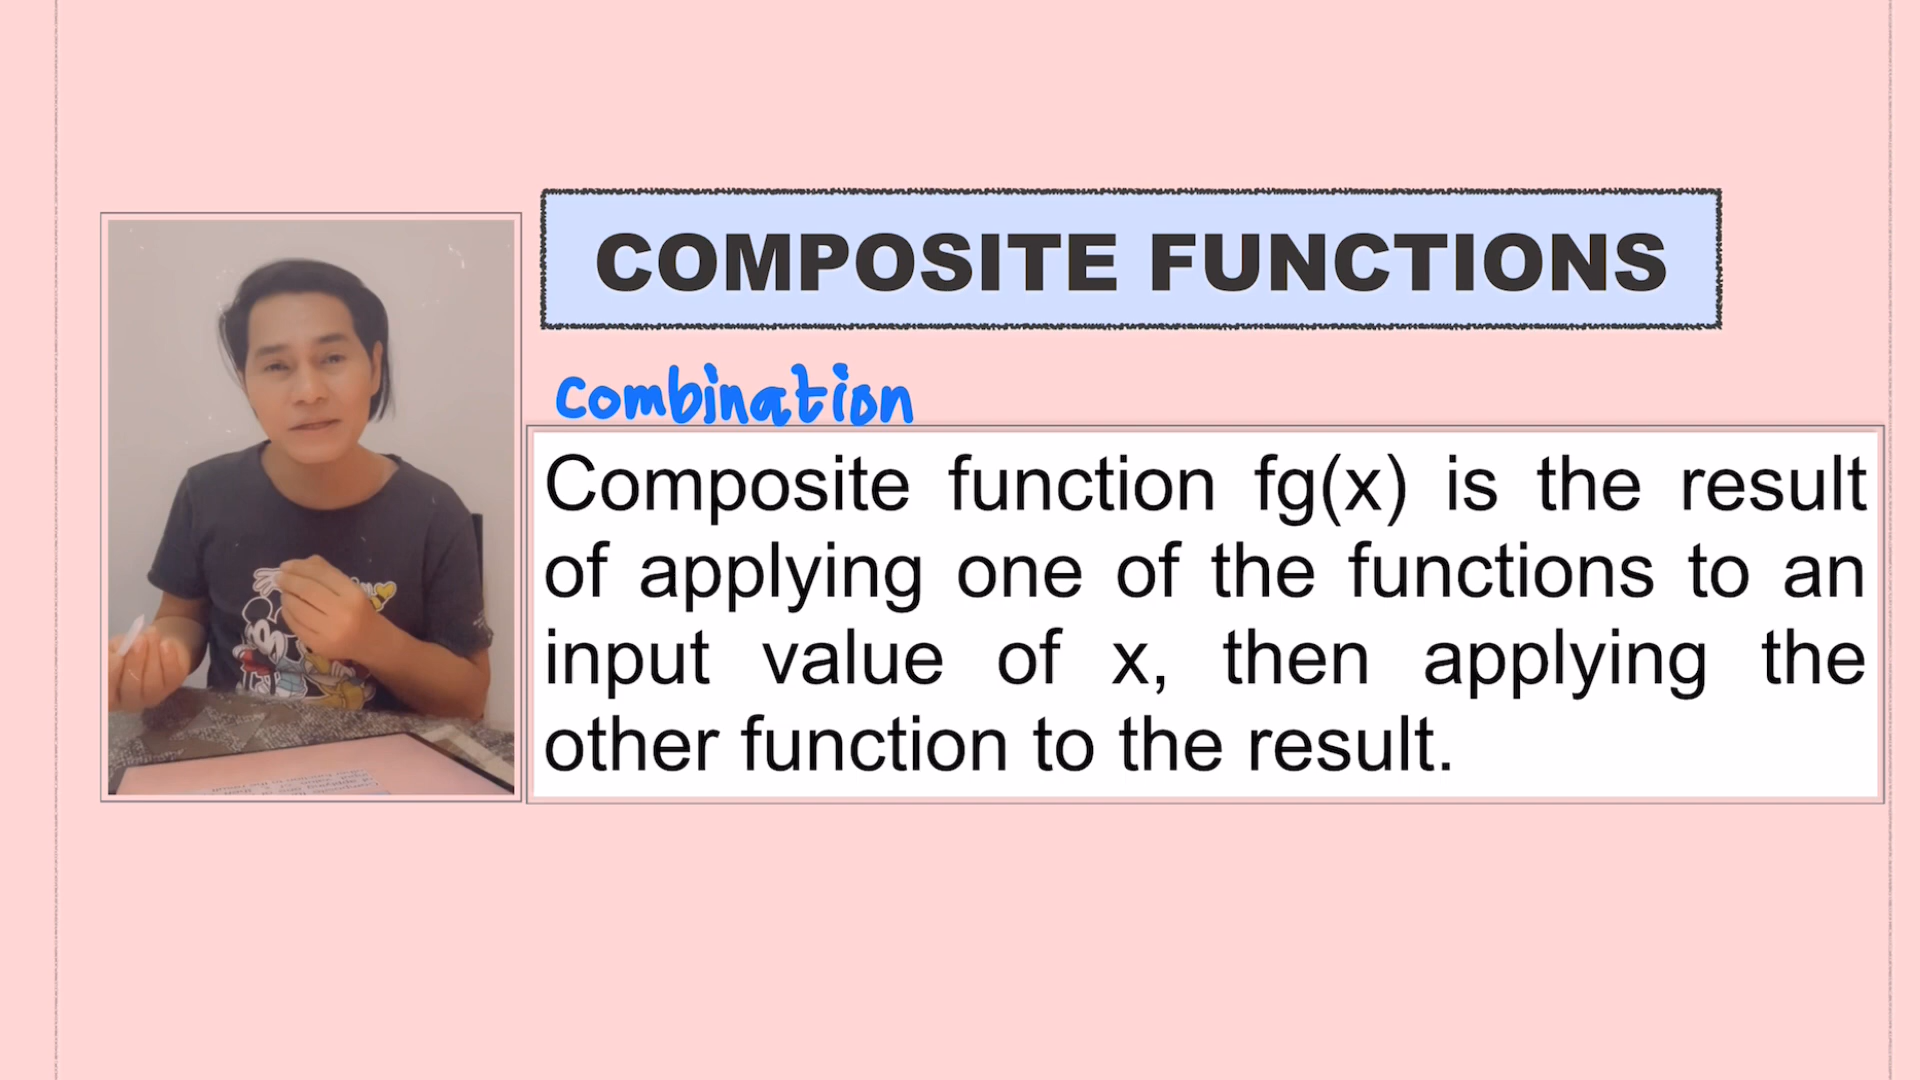 COMPOSITE FUNCTIONS
Combination
Composite function fg(x) is the result
of applying one of the functions to an
input value of x, then applying the
other function to the result.